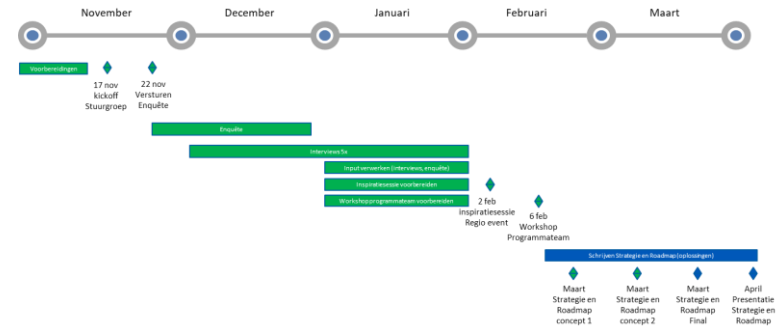 November December Januari Februari Maart
Voorbereidingen
17 nov
kickoff
Stuurgroep
22 nov
Versturen
Enquête
Enquête
Interviews 5x
Input verwerken (interviews, enquête)
Inspiratiesessie voorbereiden
Workshop programmateam voorbereiden
2 feb
Inspiratiesessie
Regio event
6 feb
Workshop
Programmateam
Schrijven Strategie en Roadmap (oplossingen)
Maart
Strategie en
Roadmap
concept 1
Maart
Strategie en
Roadmap
concept 2
Maart
Strategie en
Roadmap
Final
April
Presentatie
Strategie en
Roadmap